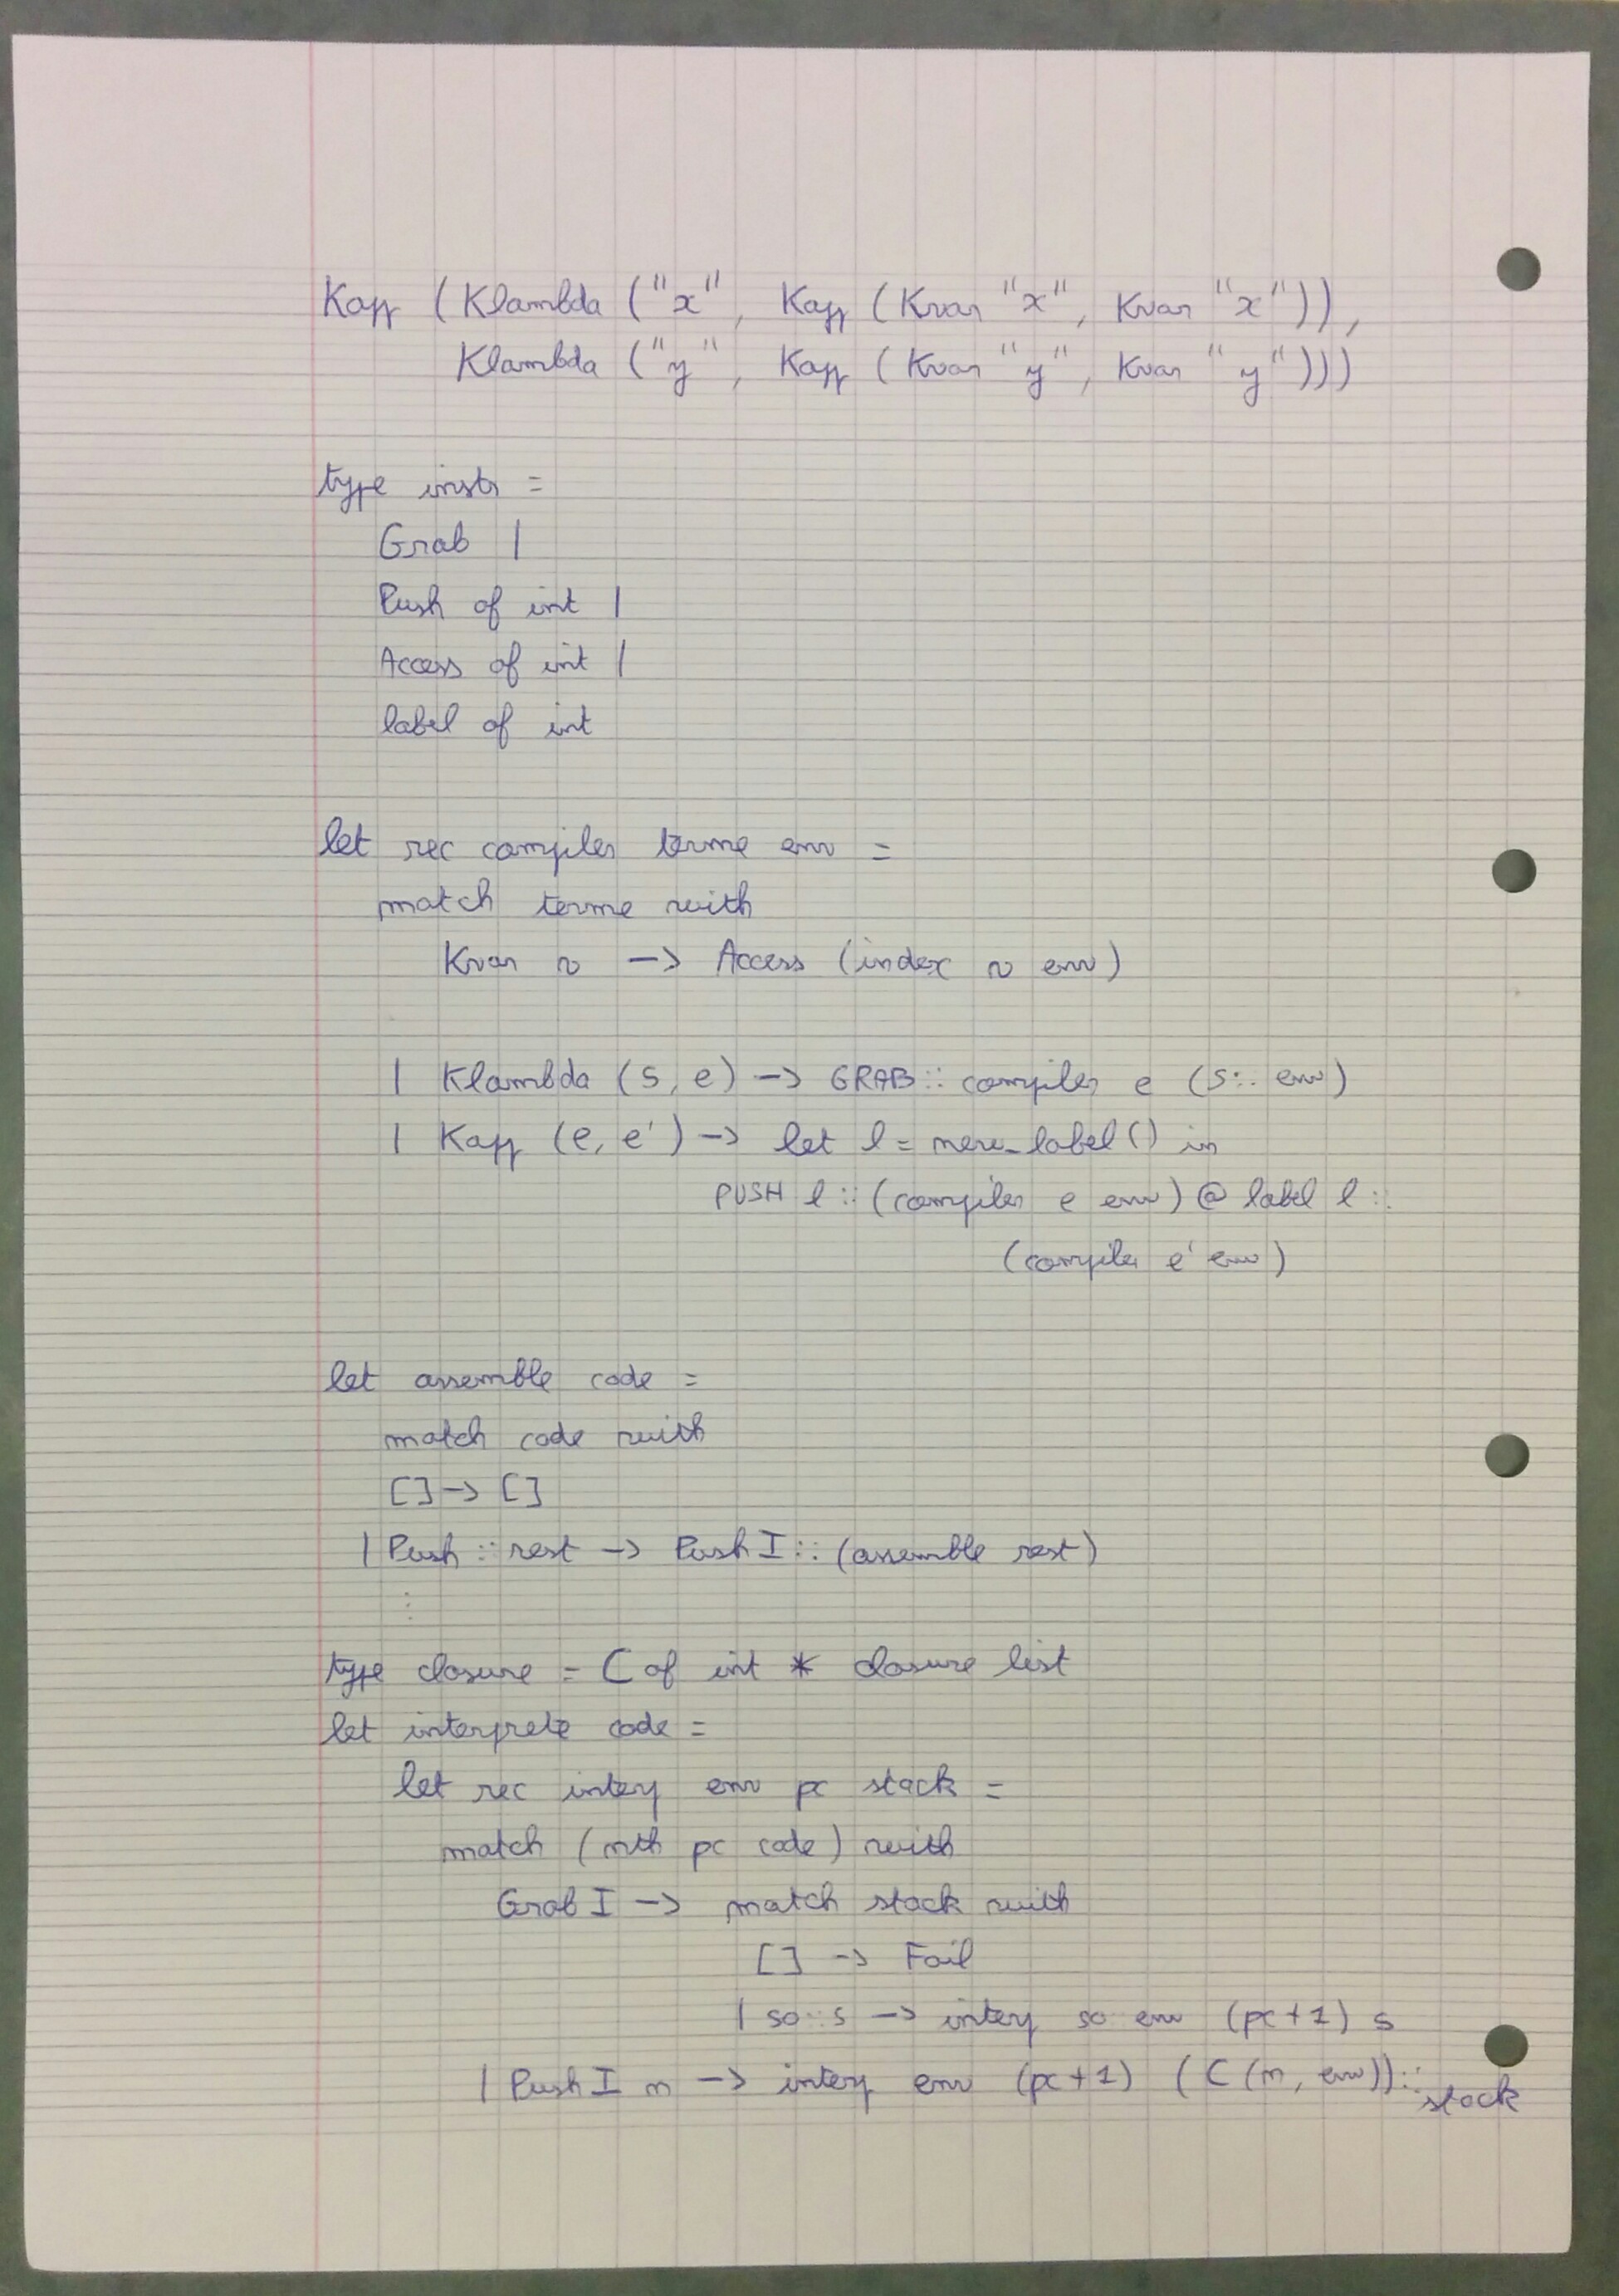 Kapp (Klambda ("x", Kapp (Kvar "x", Kvar "x")),
Klambda ("y", Kapp (Kvar "y", Kvar "y")))
type instr =
Grab |
Push of int |
Access of int |
label of int
let rec compiler terme env =
match terme with
Kvar v -> Access (index v env)
| Klambda (s, e) -> GRAB :: compiler e (s :: env)
| Kapp (e, e') -> let l = new_label () in
PUSH l :: (compiler e env) @ label l ::
(compiler e' env)
let assemble code =
match code with
[] -> []
| Push :: rest -> Push I :: (assemble rest)
⋮
type closure = C of int * closure list
let interprete code =
let rec interp env pc stack =
match (nth pc code) with
Grab I -> match stack with
[] -> Fail
| so :: s -> interp so env (pc+1) s
| Push I n -> interp env (pc+1) (C (n, env)) :: stack